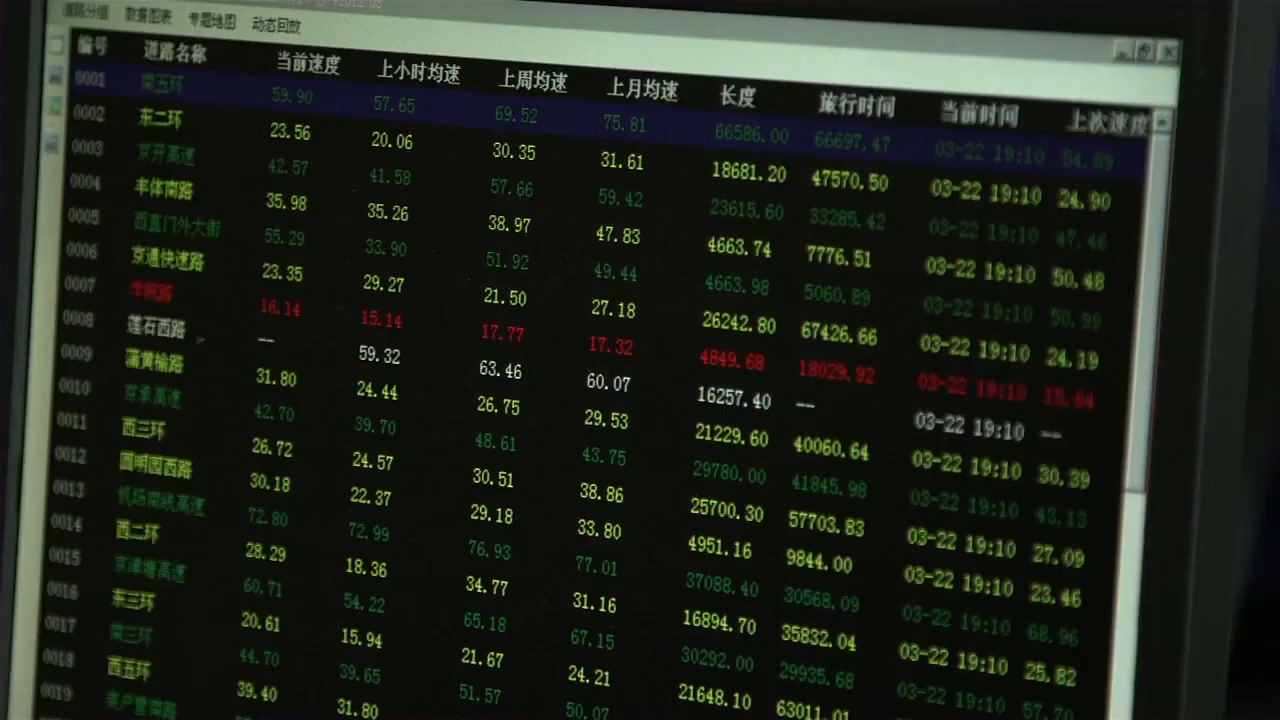 道路分组 数据图表 专题地图 动态回放
编号 道路名称 当前速度 上小时均速 上周均速 上月均速 长度 旅行时间 当前时间 上次速度
0001 南五环 59.90 57.65 69.52 75.81 66586.00 66697.47 03-22 19:10 54.89
0002 东二环 23.56 20.06 30.35 31.61 18681.20 47570.50 03-22 19:10 24.90
0003 京开高速 42.57 41.58 57.66 59.42 23615.60 33285.42 03-22 19:10 47.46
0004 丰体南路 35.98 35.26 38.97 47.83 4663.74 7776.51 03-22 19:10 50.48
0005 西直门外大街 55.29 33.90 51.92 49.44 4663.98 5060.89 03-22 19:10 50.99
0006 京通快速路 23.35 29.27 21.50 27.18 26242.80 67426.66 03-22 19:10 24.19
0007 学院路 16.14 15.14 17.77 17.32 4849.68 18029.92 03-22 19:10 15.64
0008 莲石西路 -- 59.32 63.46 60.07 16257.40 -- 03-22 19:10 --
0009 蒲黄榆路 31.80 24.44 26.75 29.53 21229.60 40060.64 03-22 19:10 30.39
0010 京承高速 42.70 39.70 48.61 43.75 29780.00 41845.98 03-22 19:10 43.13
0011 西三环 26.72 24.57 30.51 38.86 25700.30 57703.83 03-22 19:10 27.09
0012 圆明园西路 30.18 22.37 29.18 33.80 4951.16 9844.00 03-22 19:10 23.46
0013 机场南线高速 72.80 72.99 76.93 77.01 37088.40 30568.09 03-22 19:10 68.96
0014 西二环 28.29 18.36 34.77 31.16 16894.70 35832.04 03-22 19:10 25.82
0015 京津塘高速 60.71 54.22 65.18 67.15 30292.00 29935.68 03-22 19:10 57.70
0016 东三环 20.61 15.94 21.67 24.21 21648.10 63011.01
0017 南三环 44.70 39.65 51.57 50.07
0018 西五环 39.40 31.80
0019